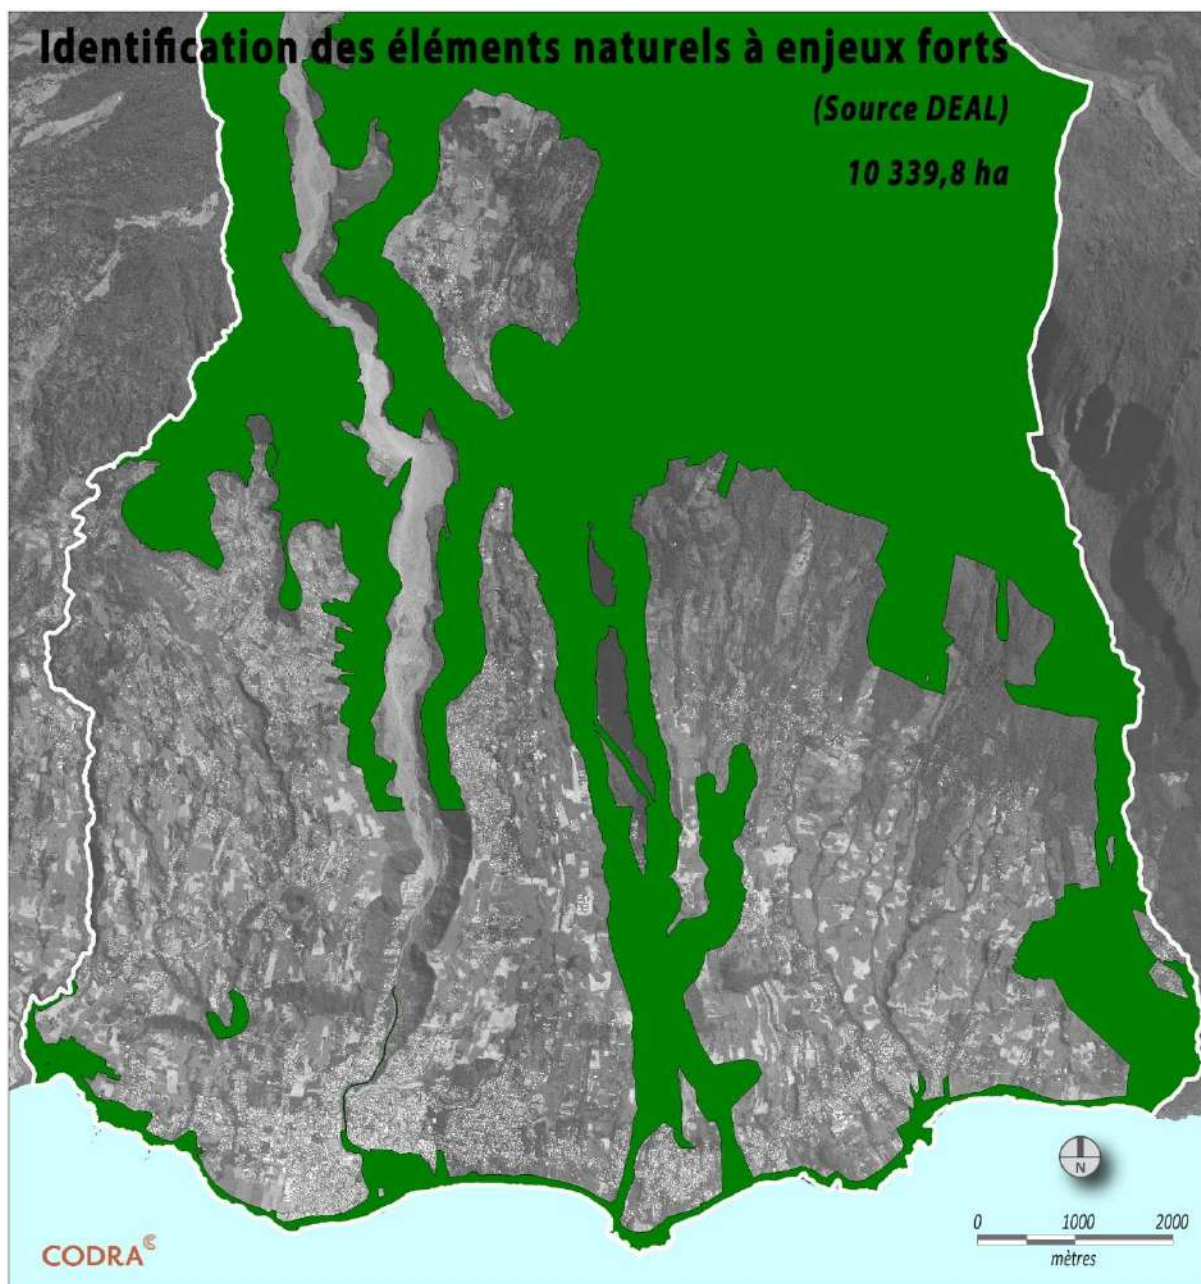 Identification des éléments naturels à enjeux forts
(Source DEAL)
10 339,8 ha
N
0 1000 2000
mètres
CODRA